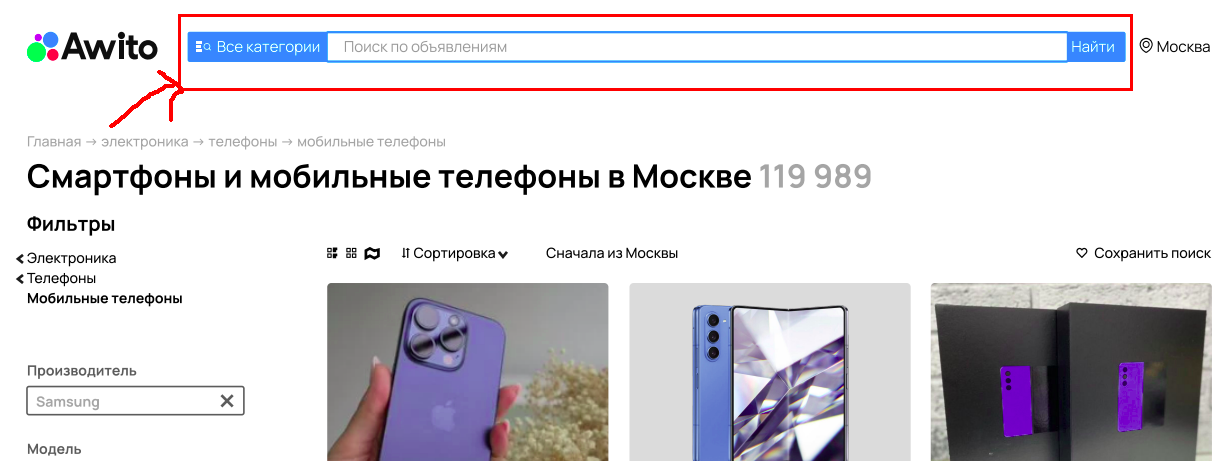 Awito
Все категории Поиск по объявлениям Найти
Москва
Главная → электроника → телефоны → мобильные телефоны
Смартфоны и мобильные телефоны в Москве 119 989
Фильтры
Электроника
Телефоны
Мобильные телефоны
Сортировка
Сначала из Москвы
Сохранить поиск
Производитель
Samsung
Модель